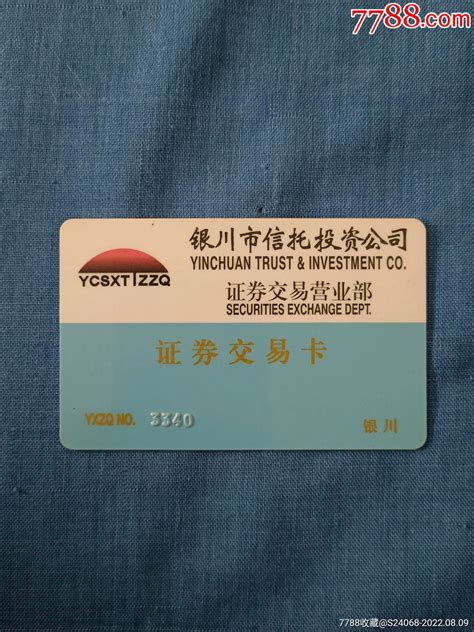 7788.com
银川市信托投资公司
YINCHUAN TRUST & INVESTMENT CO.
YCSXTIZZQ
证券交易营业部
SECURITIES EXCHANGE DEPT.
证券交易卡
YXZQ NO. 3340
银川
7788收藏@S24068-2022.08.09